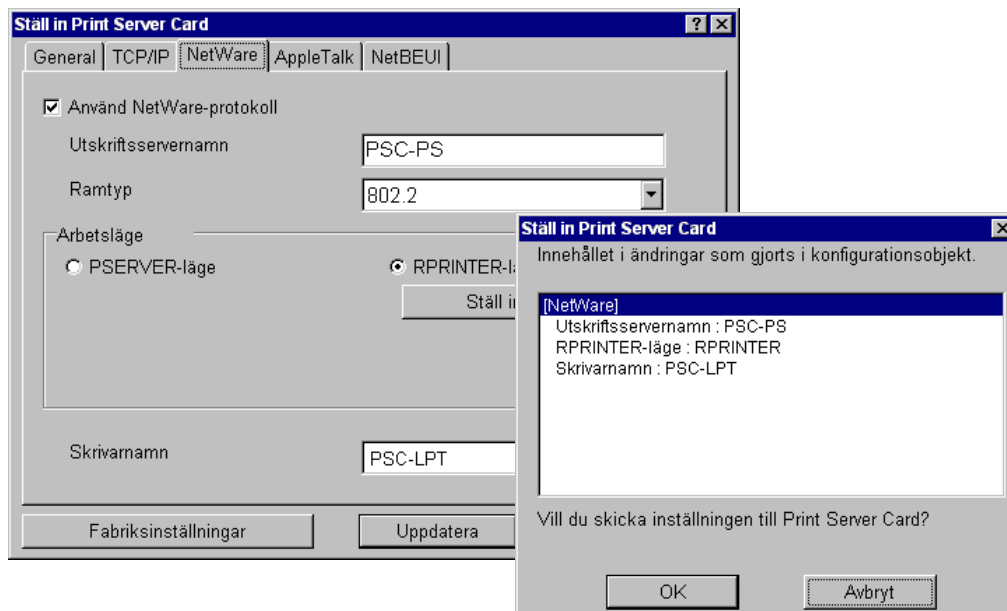 Ställ in Print Server Card
General TCP/IP NetWare AppleTalk NetBEUI
Använd NetWare-protokoll
Utskriftsservernamn PSC-PS
Ramtyp 802.2
Arbetsläge
PSERVER-läge RPRINTER-l
Ställ i
Skrivarnamn PSC-LPT
Fabriksinställningar Uppdatera
Ställ in Print Server Card
Innehållet i ändringar som gjorts i konfigurationsobjekt.
[NetWare]
Utskriftsservernamn : PSC-PS
RPRINTER-läge : RPRINTER
Skrivarnamn : PSC-LPT
Vill du skicka inställningen till Print Server Card?
OK Avbryt